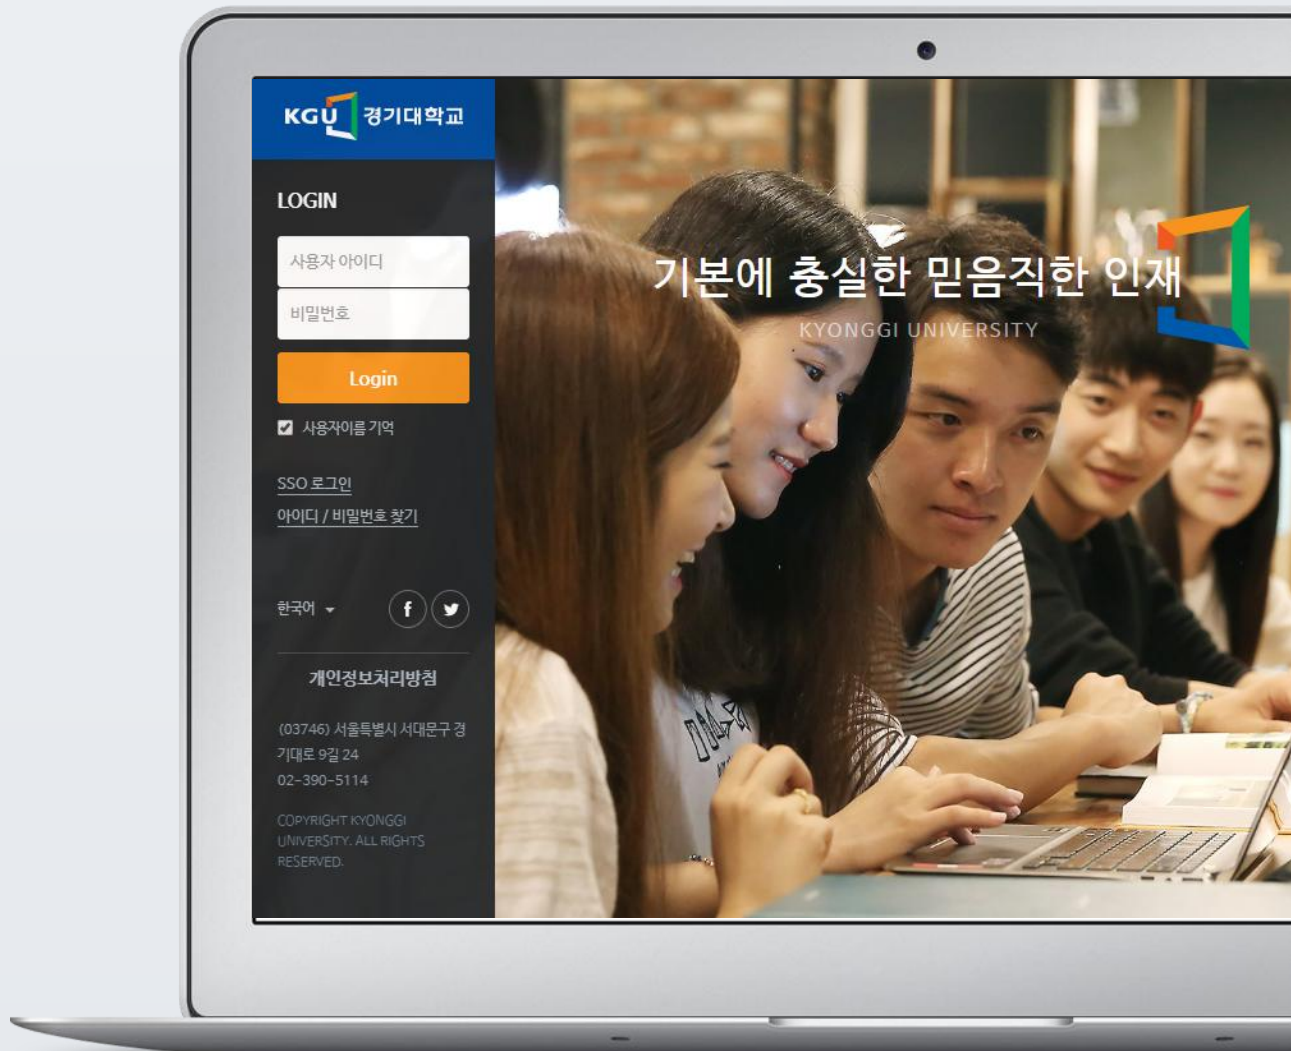 KGU 경기대학교
LOGIN
사용자 아이디
비밀번호
Login
사용자이름 기억
SSO 로그인
아이디 / 비밀번호 찾기
한국어
개인정보처리방침
(03746) 서울특별시 서대문구 경
기대로 9길 24
02-390-5114
COPYRIGHT KYONGGI
UNIVERSITY. ALL RIGHTS
RESERVED.
기본에 충실한 믿음직한 인재
KYONGGI UNIVERSITY